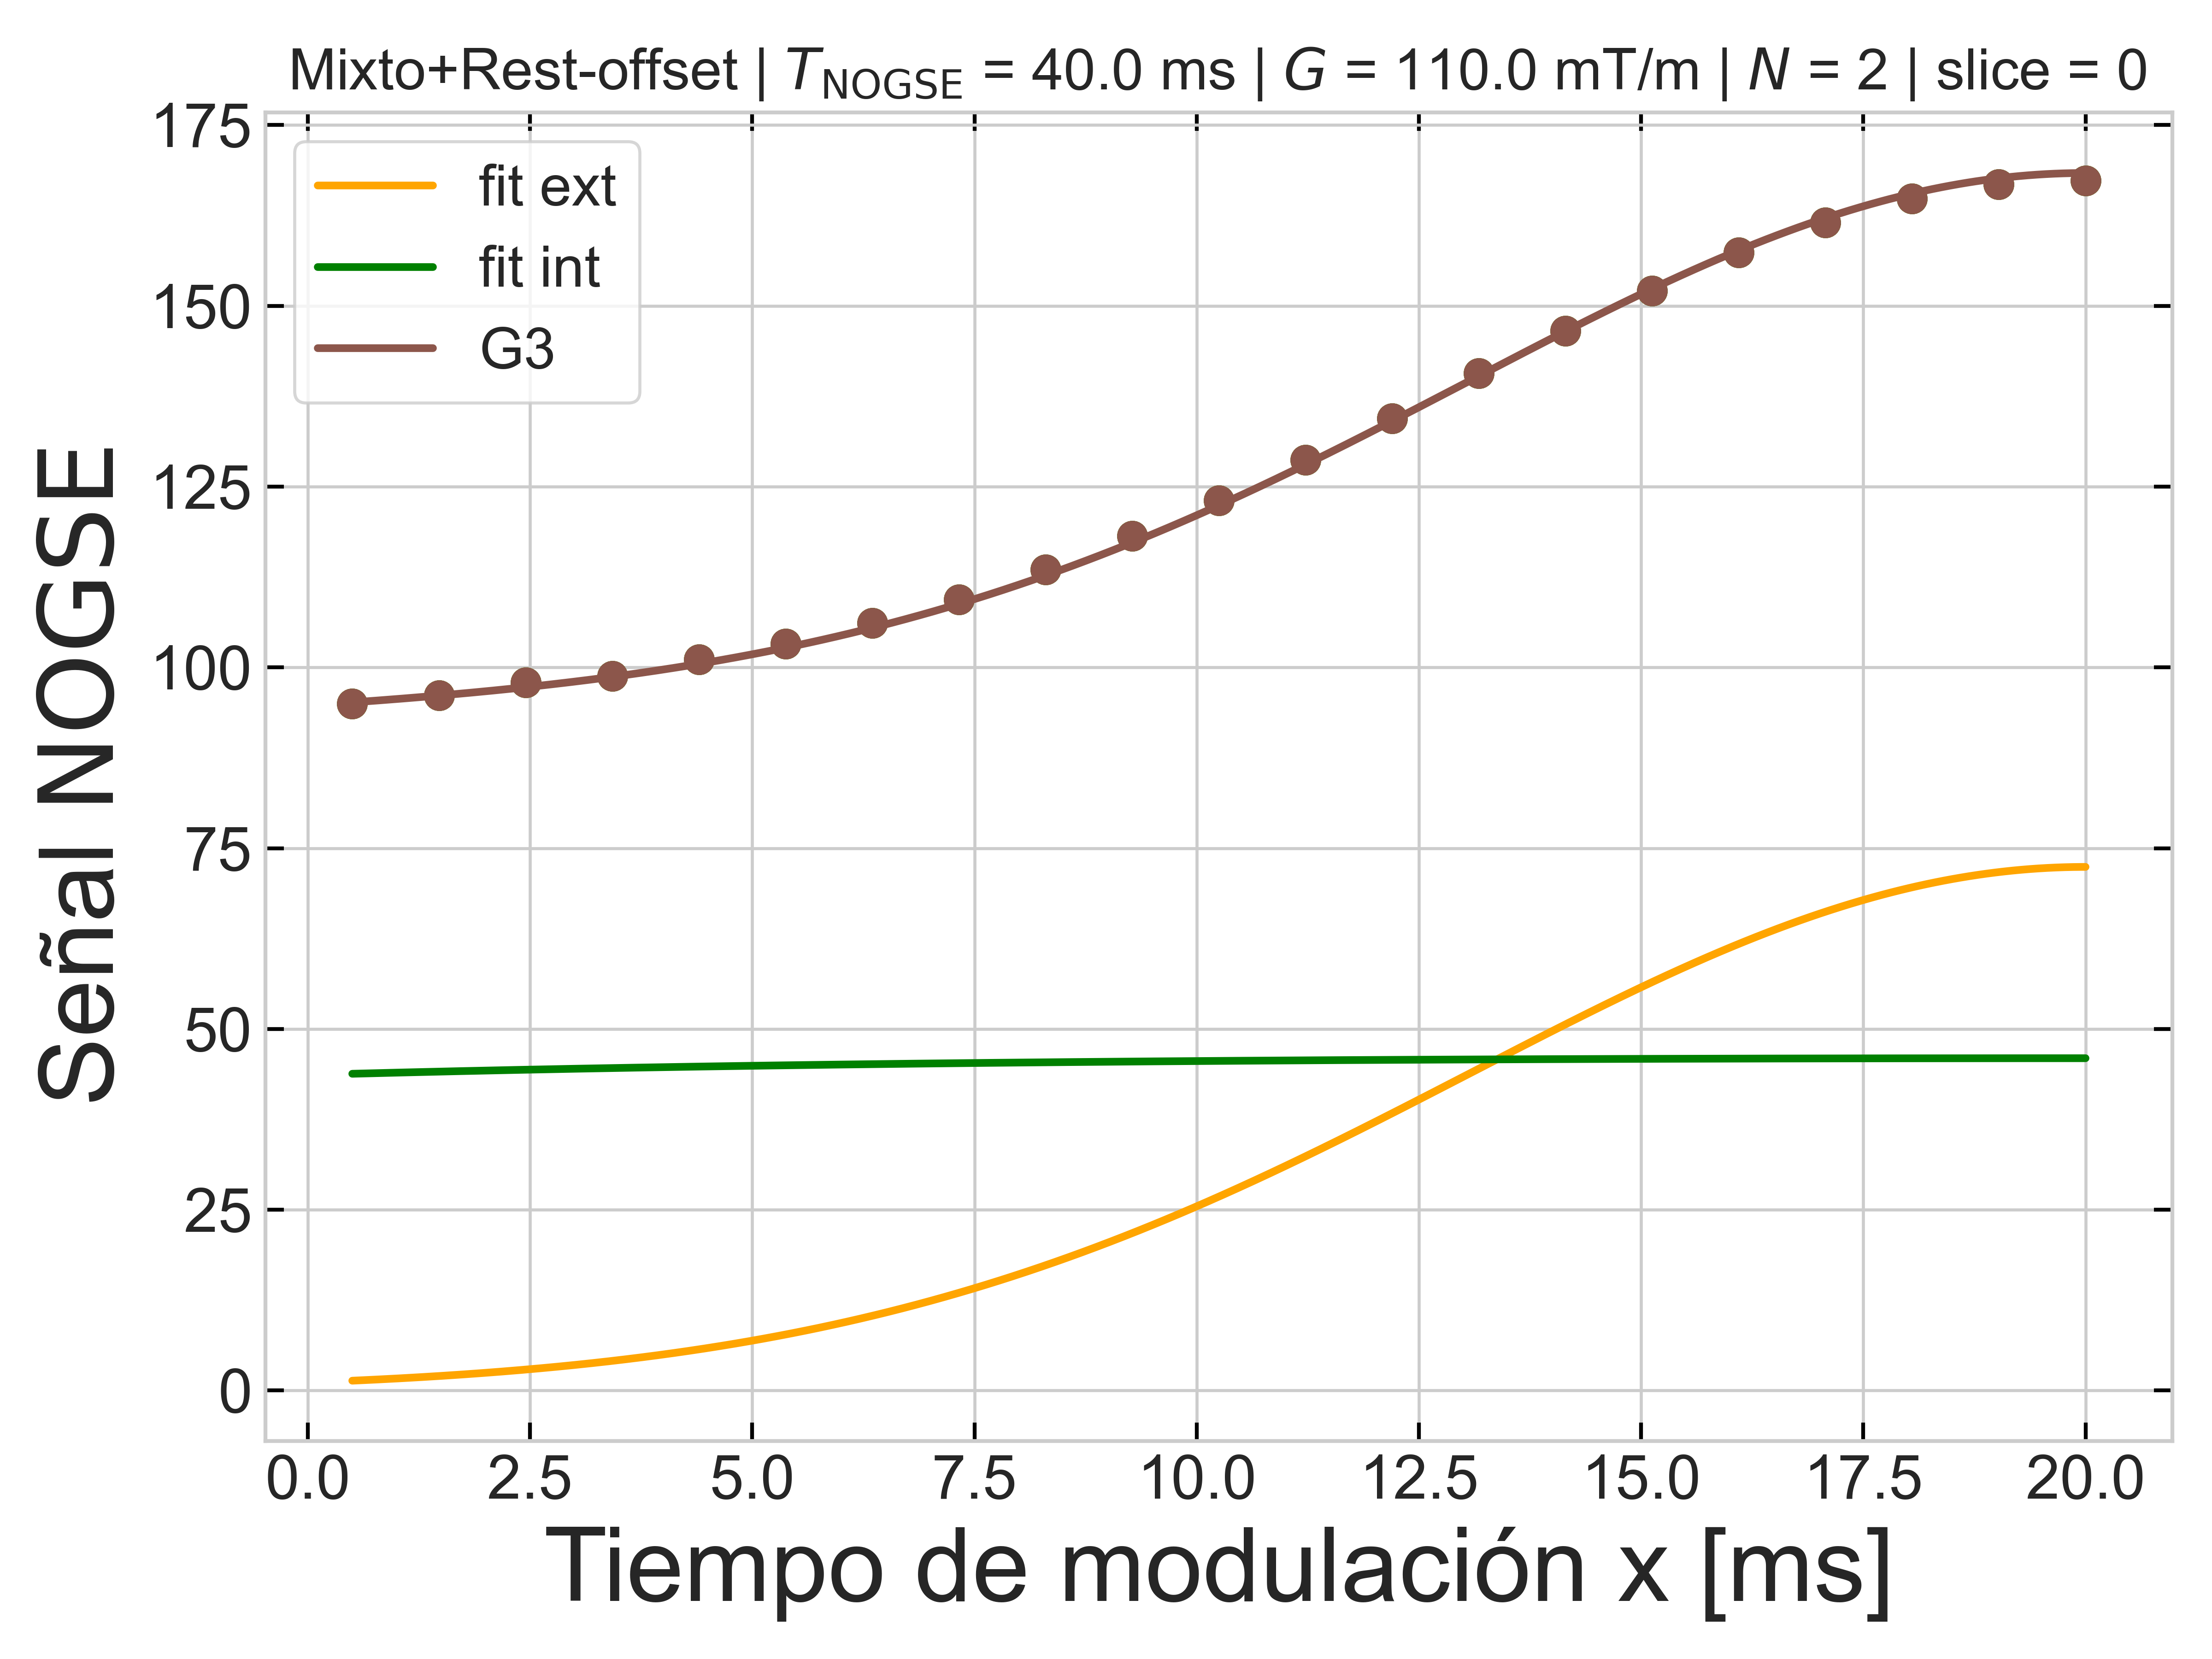 Mixto+Rest-offset | T_NOGSE = 40.0 ms | G = 110.0 mT/m | N = 2 | slice = 0
175
150
125
100
75
50
25
0
fit ext
fit int
G3
Señal NOGSE
0.0 2.5 5.0 7.5 10.0 12.5 15.0 17.5 20.0
Tiempo de modulación x [ms]